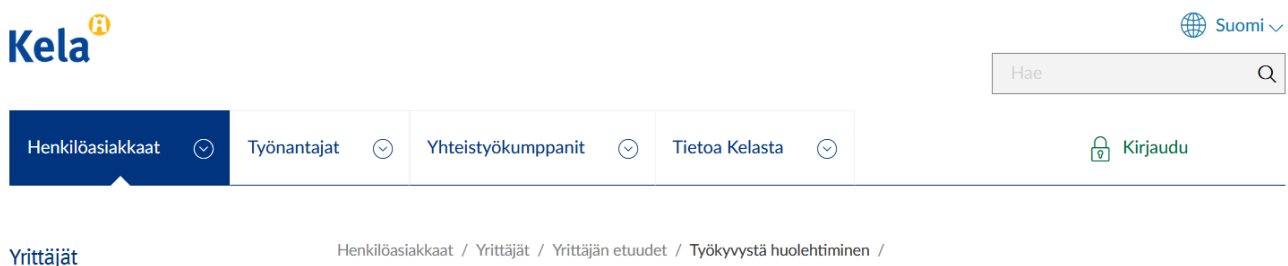 Kela
Suomi
Hae
Henkilöasiakkaat
Työnantajat
Yhteistyökumppanit
Tietoa Kelasta
Kirjaudu
Yrittäjät
Henkilöasiakkaat / Yrittäjät / Yrittäjän etuudet / Työkyvystä huolehtiminen /